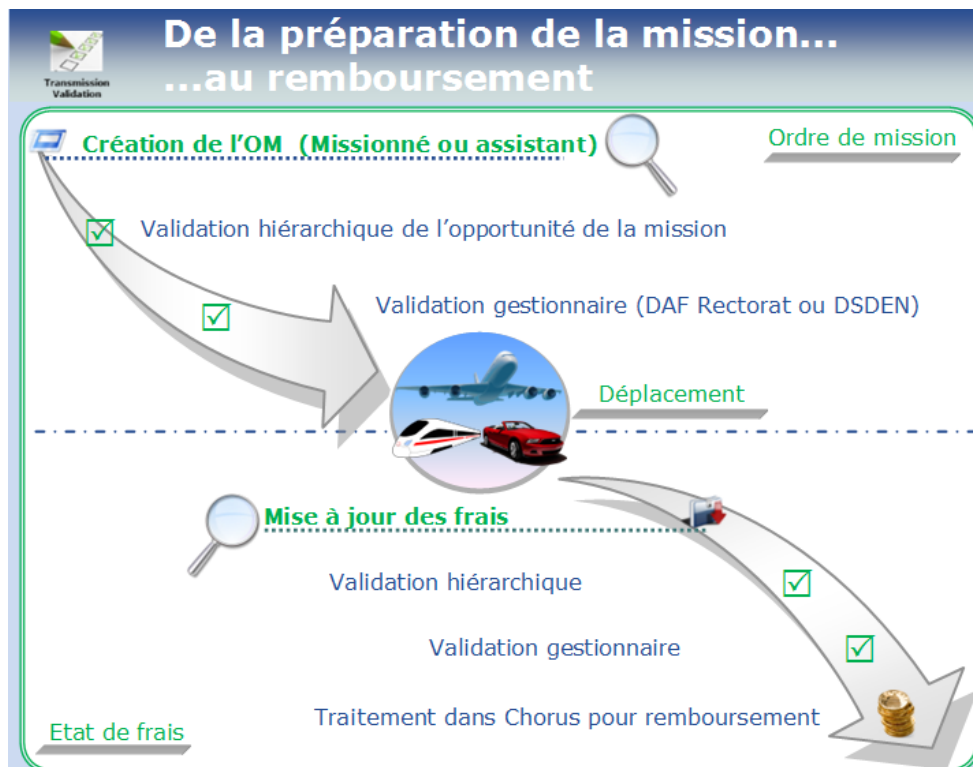 De la préparation de la mission...
...au remboursement
Transmission
Validation
Création de l'OM (Missionné ou assistant)
Ordre de mission
Validation hiérarchique de l'opportunité de la mission
Validation gestionnaire (DAF Rectorat ou DSDEN)
Déplacement
Mise à jour des frais
Validation hiérarchique
Validation gestionnaire
Traitement dans Chorus pour remboursement
Etat de frais